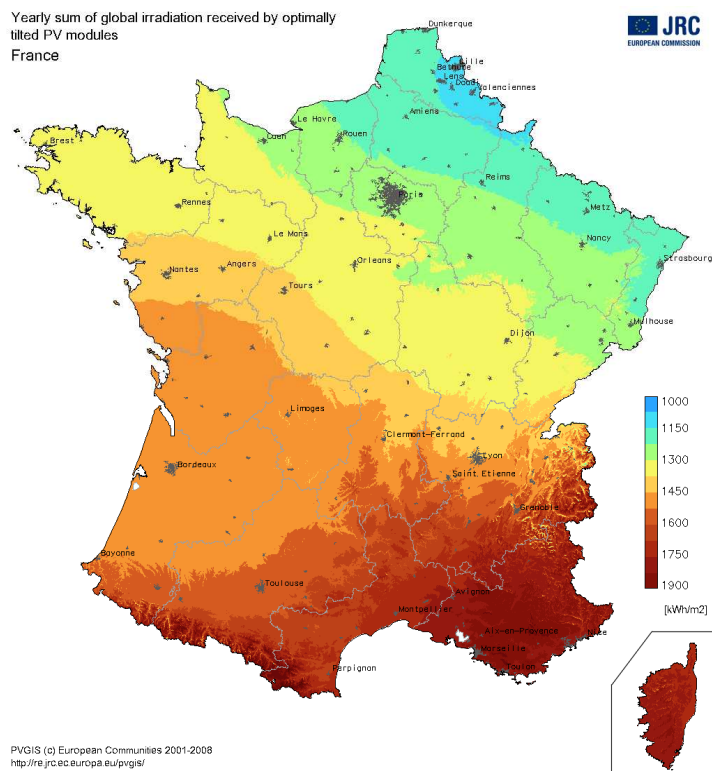 Yearly sum of global irradiation received by optimally
tilted PV modules
France
JRC
EUROPEAN COMMISSION
Dunkerque
Lille
Lens
Valenciennes
Amiens
Le Havre
Rouen
Caen
Reims
Paris
Metz
Brest
Nancy
Rennes
Strasbourg
Le Mans
Orleans
Nantes
Angers
Tours
Mulhouse
Dijon
Limoges
Clermont-Ferrand
Lyon
Bordeaux
Saint Etienne
Grenoble
Bayonne
Toulouse
Avignon
Montpellier
Aix-en-Provence
Nice
Marseille
Toulon
Perpignan
1000
1150
1300
1450
1600
1750
1900
[kWh/m2]
PVGIS (c) European Communities 2001-2008
http://re.jrc.ec.europa.eu/pvgis/